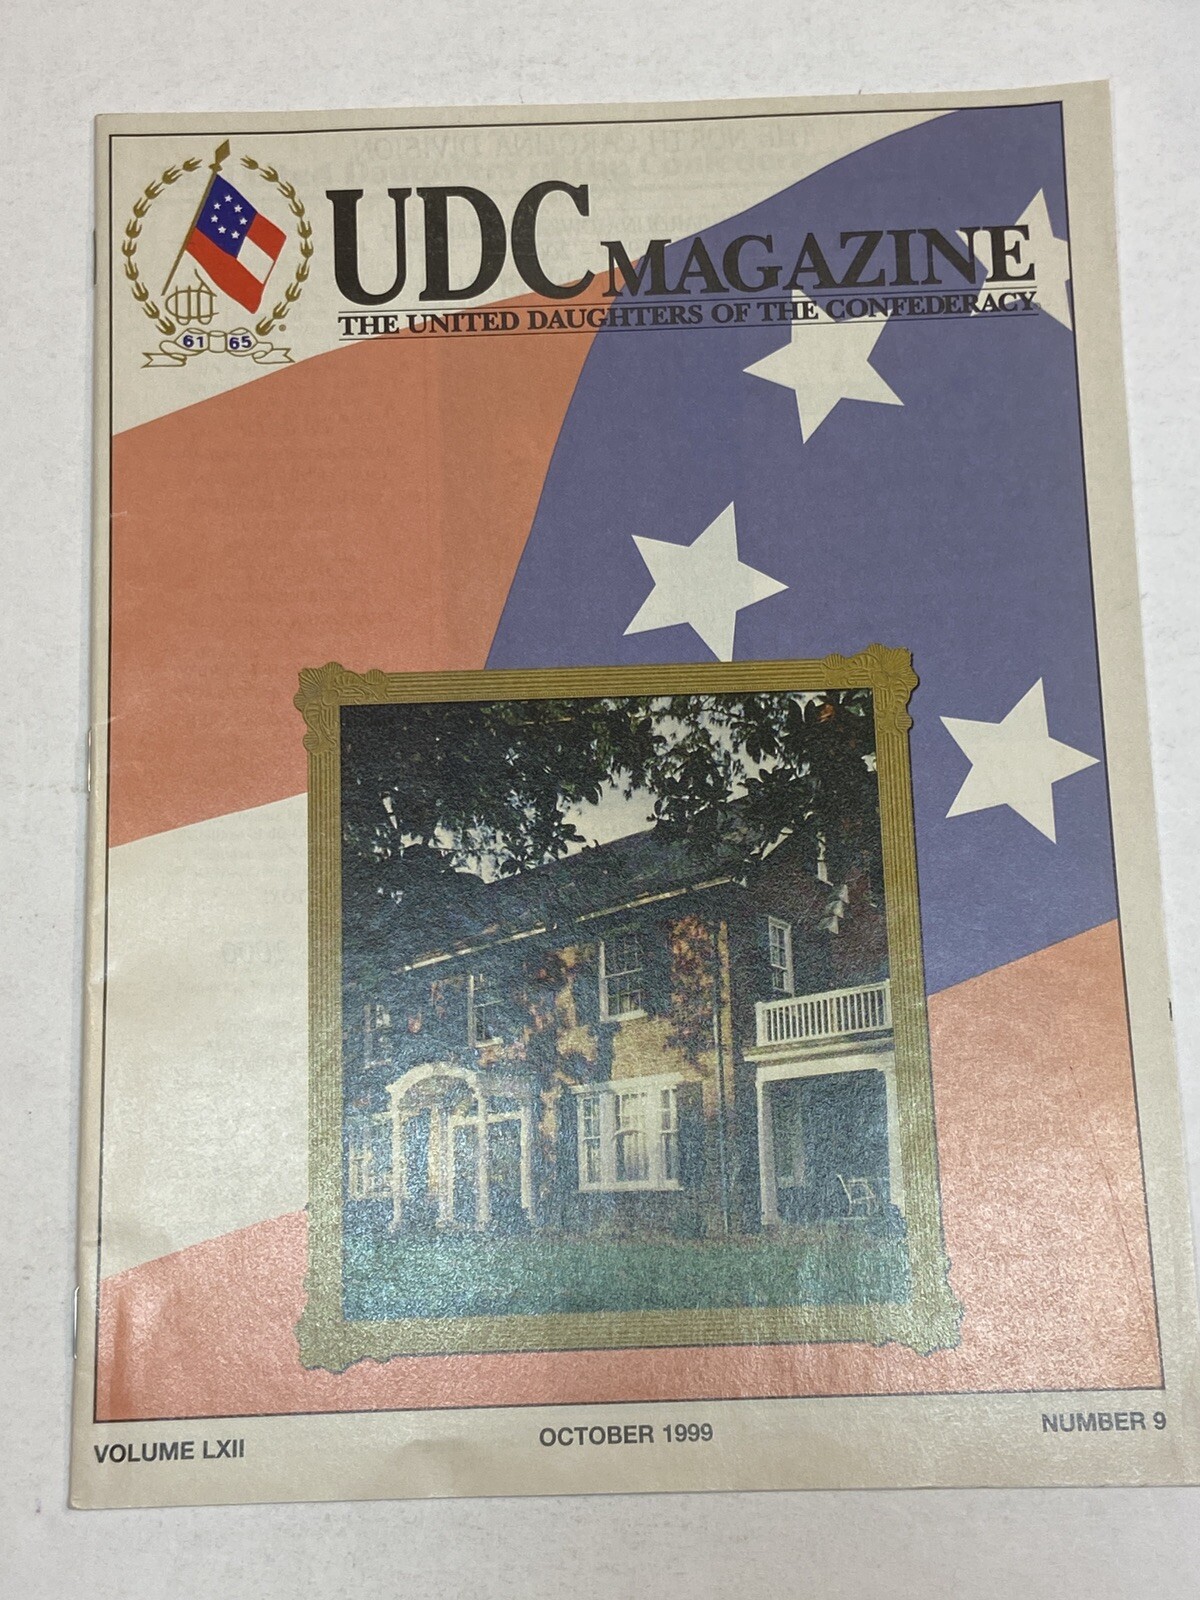 UDC MAGAZINE
THE UNITED DAUGHTERS OF THE CONFEDERACY
61 65
VOLUME LXII
OCTOBER 1999
NUMBER 9